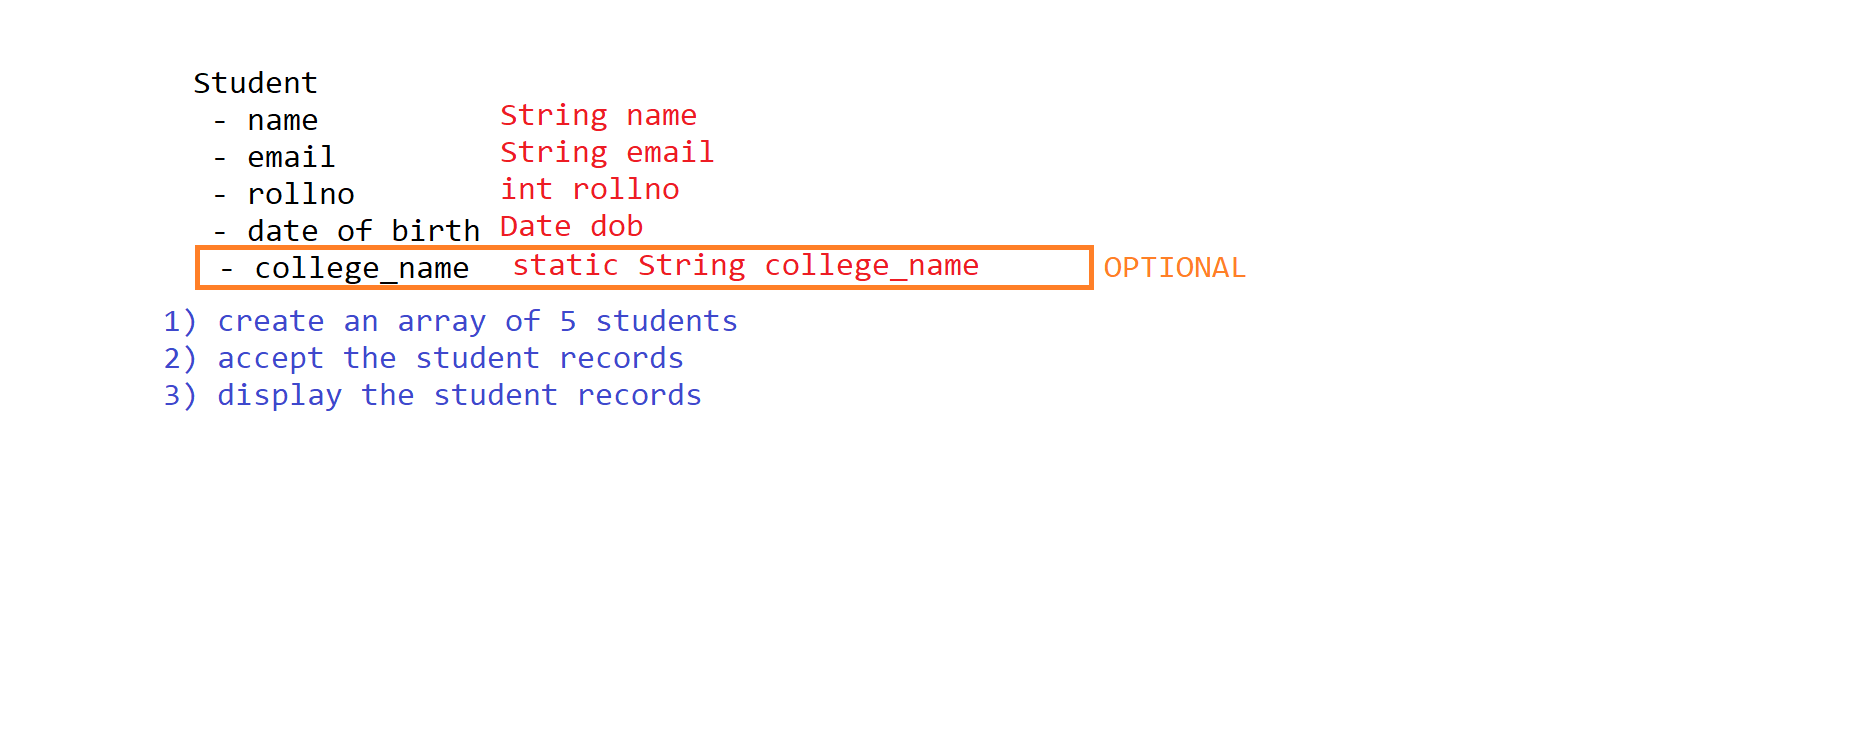 Student
- name String name
- email String email
- rollno int rollno
- date of birth Date dob
- college_name static String college_name OPTIONAL
1) create an array of 5 students
2) accept the student records
3) display the student records